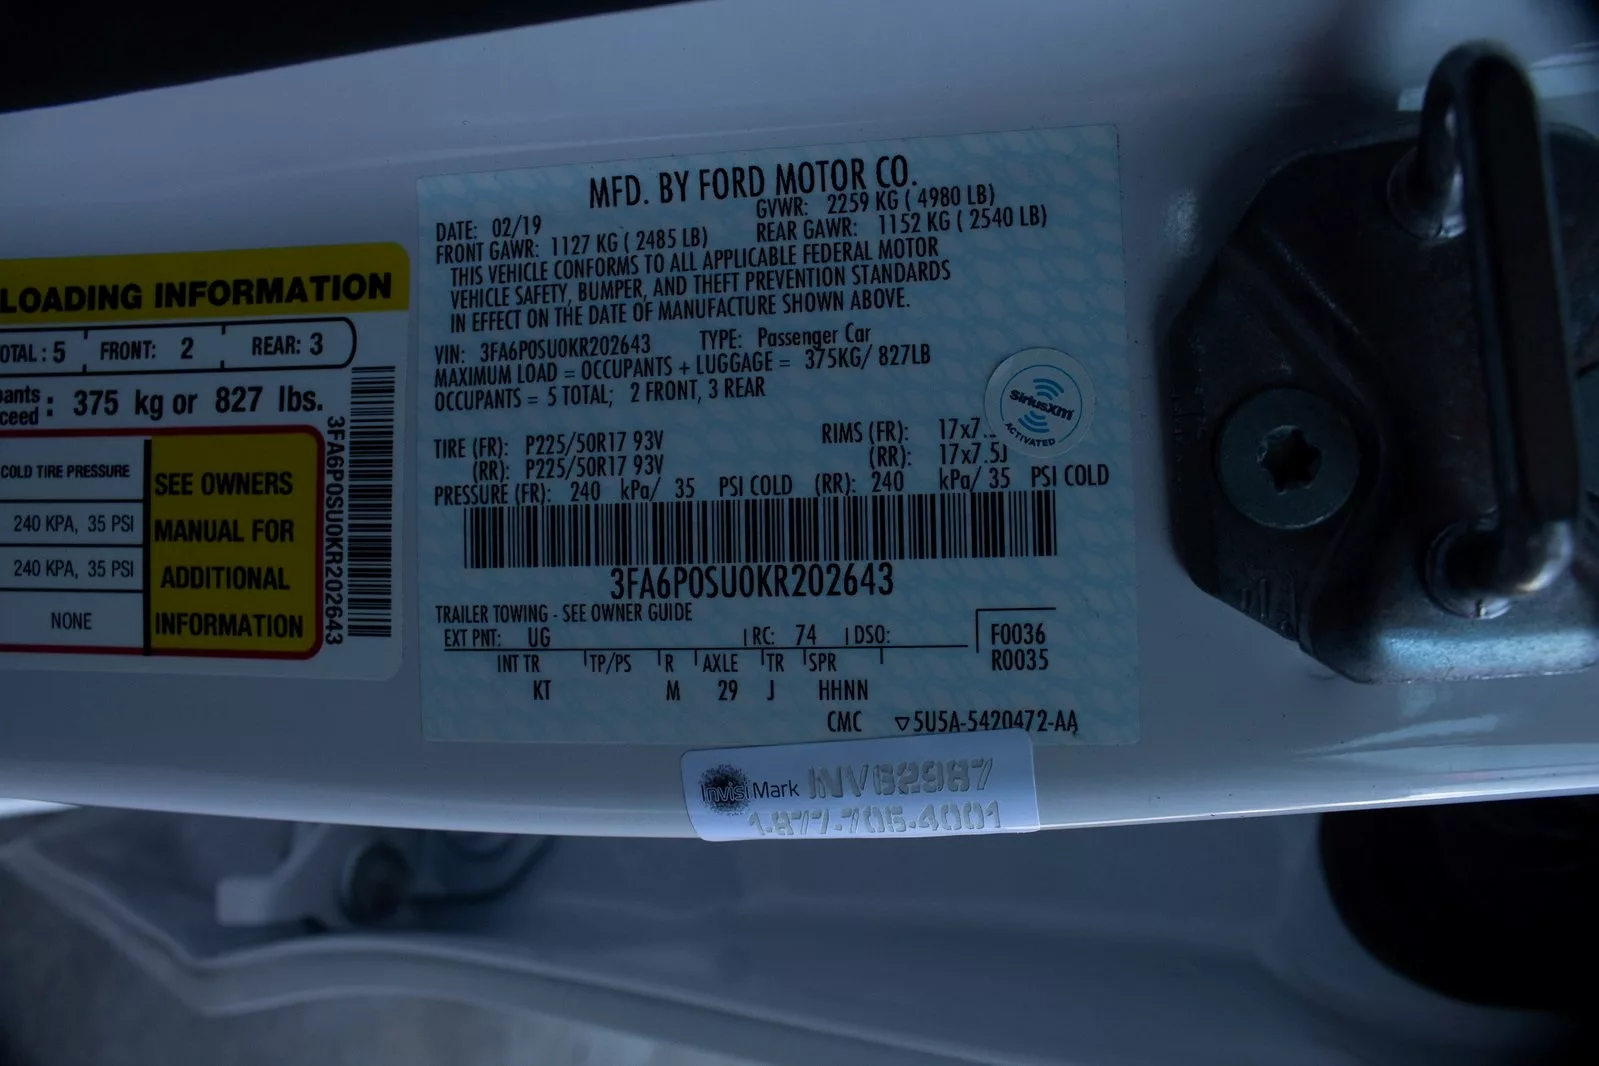 LOADING INFORMATION
OTAL : 5 FRONT: 2 REAR: 3
pants
ceed : 375 kg or 827 lbs.
COLD TIRE PRESSURE
240 KPA, 35 PSI
240 KPA, 35 PSI
NONE
SEE OWNERS
MANUAL FOR
ADDITIONAL
INFORMATION
3FA6P0SU0KR202643
MFD. BY FORD MOTOR CO.
DATE: 02/19 GVWR: 2259 KG ( 4980 LB)
FRONT GAWR: 1127 KG ( 2485 LB) REAR GAWR: 1152 KG ( 2540 LB)
THIS VEHICLE CONFORMS TO ALL APPLICABLE FEDERAL MOTOR
VEHICLE SAFETY, BUMPER, AND THEFT PREVENTION STANDARDS
IN EFFECT ON THE DATE OF MANUFACTURE SHOWN ABOVE.
VIN: 3FA6P0SU0KR202643 TYPE: Passenger Car
MAXIMUM LOAD = OCCUPANTS + LUGGAGE = 375KG/ 827LB
OCCUPANTS = 5 TOTAL; 2 FRONT, 3 REAR
siriusxm
ACTIVATED
TIRE (FR): P225/50R17 93V RIMS (FR): 17x7.
(RR): P225/50R17 93V (RR): 17x7.5J
PRESSURE (FR): 240 kPa/ 35 PSI COLD (RR): 240 kPa/ 35 PSI COLD
3FA6P0SU0KR202643
TRAILER TOWING - SEE OWNER GUIDE
EXT PNT: UG RC: 74 DSO: F0036
R0035
INT TR TP/PS R AXLE TR SPR
KT M 29 J HHNN
CMC ▽5U5A-5420472-AA
InvisiMark INV62987
1-877-705-4001